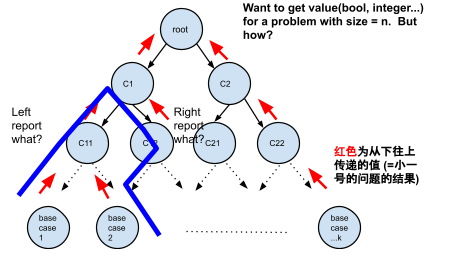 Want to get value(bool, integer...)
for a problem with size = n.  But
how?
root
C1
C2
Left
report
what?
Right
report
what?
C11
C21
C22
红色为从下往上
传递的值 (=小一
号的问题的结果)
base
case
1
base
case
2
base
case
...k